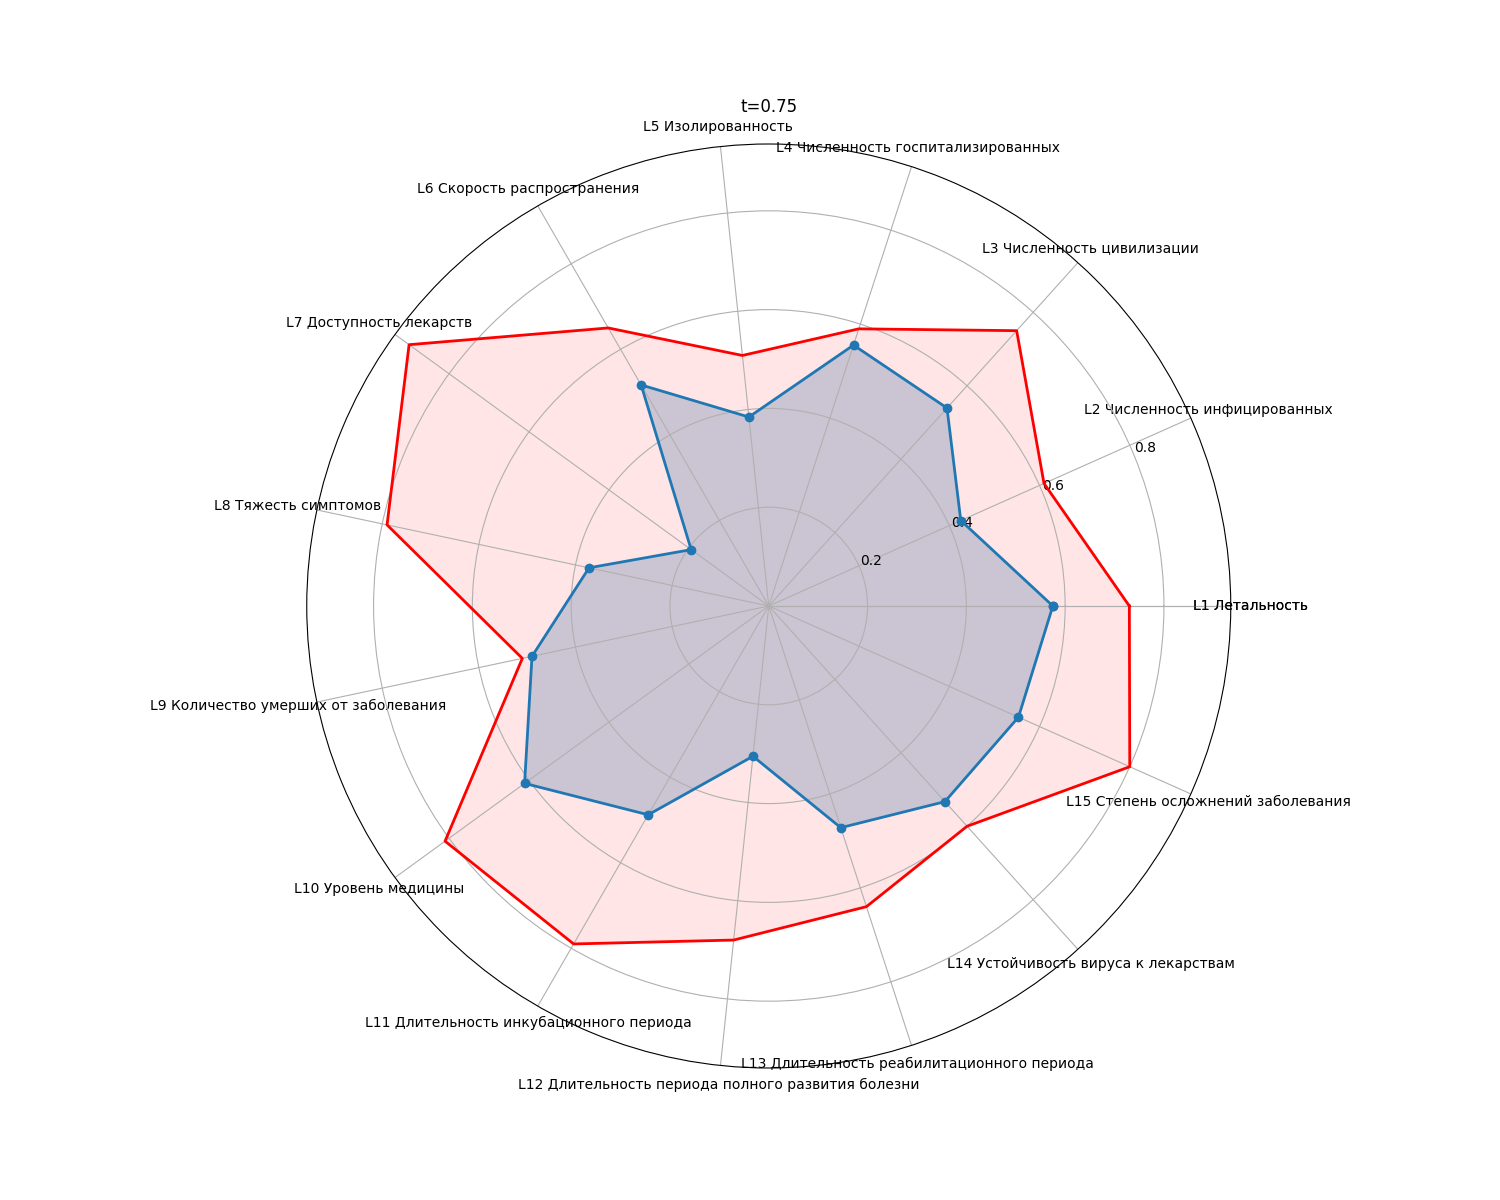 t=0.75
L5 Изолированность
L4 Численность госпитализированных
L6 Скорость распространения
L3 Численность цивилизации
L7 Доступность лекарств
L2 Численность инфицированных
0.8
0.6
L8 Тяжесть симптомов
0.4
0.2
L1 Летальность
L9 Количество умерших от заболевания
L15 Степень осложнений заболевания
L10 Уровень медицины
L14 Устойчивость вируса к лекарствам
L11 Длительность инкубационного периода
L13 Длительность реабилитационного периода
L12 Длительность периода полного развития болезни